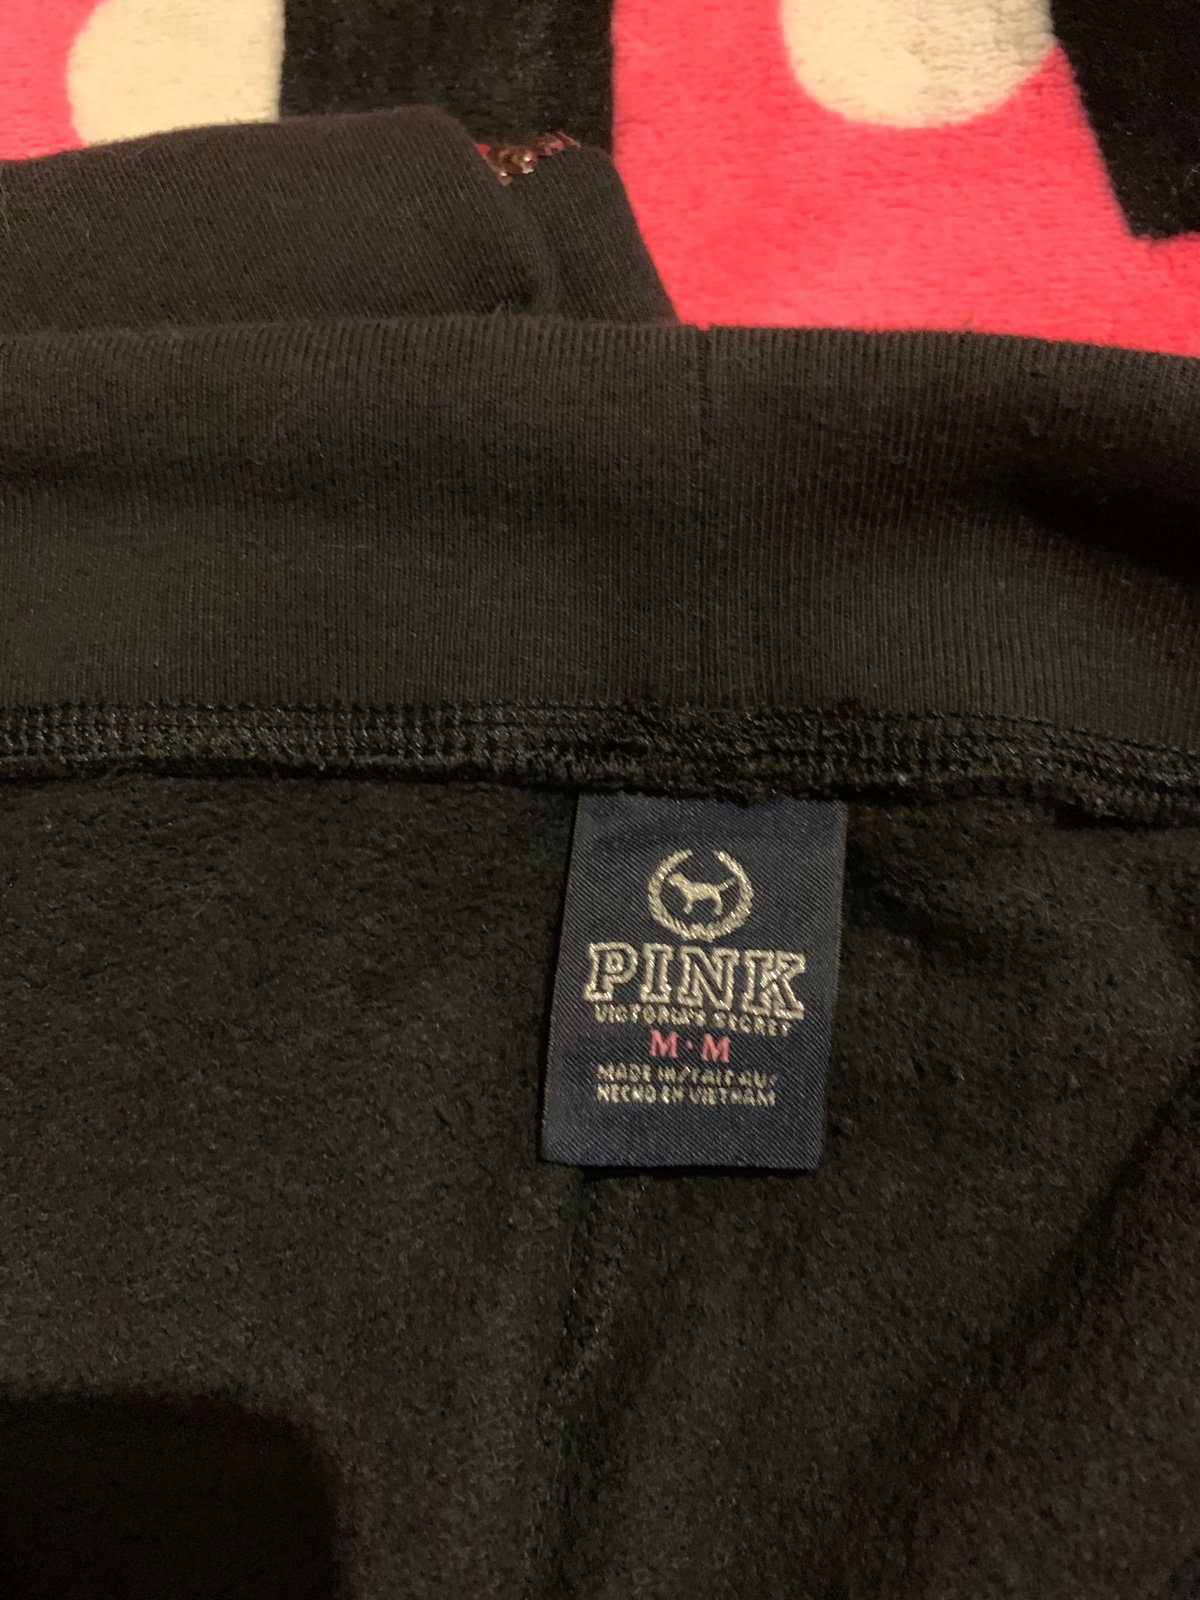 PINK
VICTORIA'S SECRET
M·M
MADE IN/FAIT AU/
HECHO EN VIETNAM